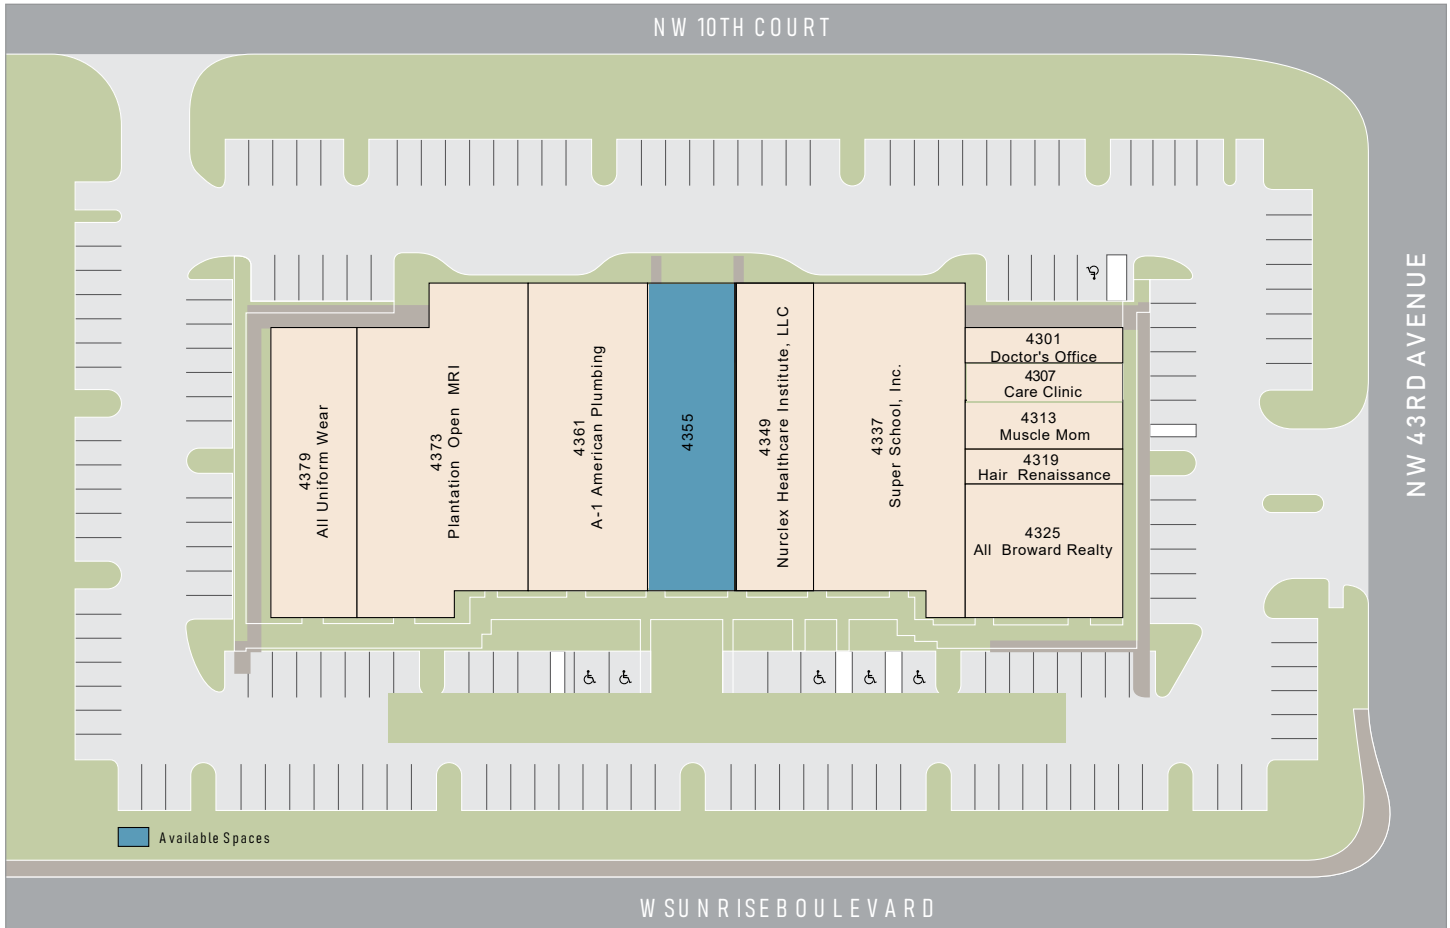 NW 10TH COURT
NW 43RD AVENUE
4379
All Uniform Wear
4373
Plantation Open MRI
4361
A-1 American Plumbing
4355
4349
Nurclex Healthcare Institute, LLC
4337
Super School, Inc.
4301
Doctor's Office
4307
Care Clinic
4313
Muscle Mom
4319
Hair Renaissance
4325
All Broward Realty
Available Spaces
W SUNRISE BOULEVARD